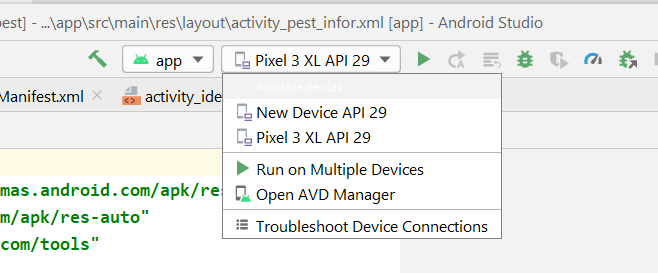 est] - ...\app\src\main\res\layout\activity_pest_infor.xml [app] - Android Studio
app
Pixel 3 XL API 29
Manifest.xml
activity_ide
Available devices
New Device API 29
Pixel 3 XL API 29
Run on Multiple Devices
Open AVD Manager
Troubleshoot Device Connections
mas.android.com/apk/res
m/apk/res-auto"
com/tools"